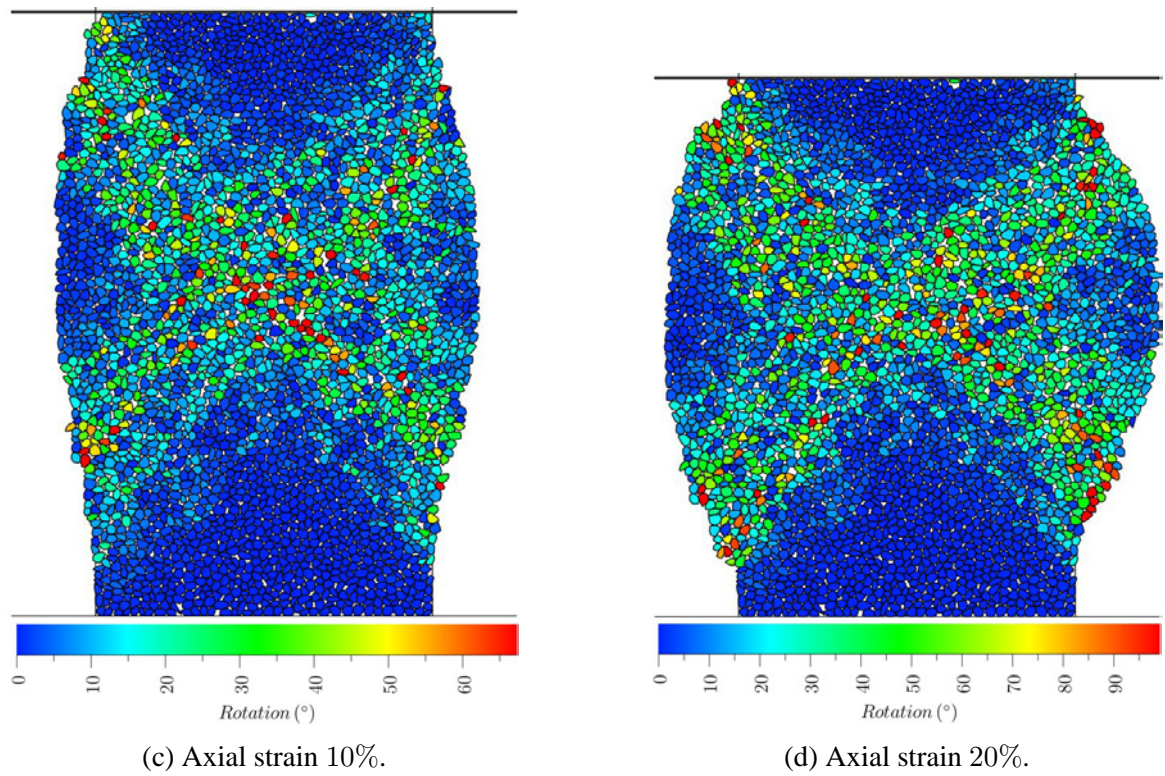 0 10 20 30 40 50 60
Rotation (°)
(c) Axial strain 10%.
0 10 20 30 40 50 60 70 80 90
Rotation (°)
(d) Axial strain 20%.